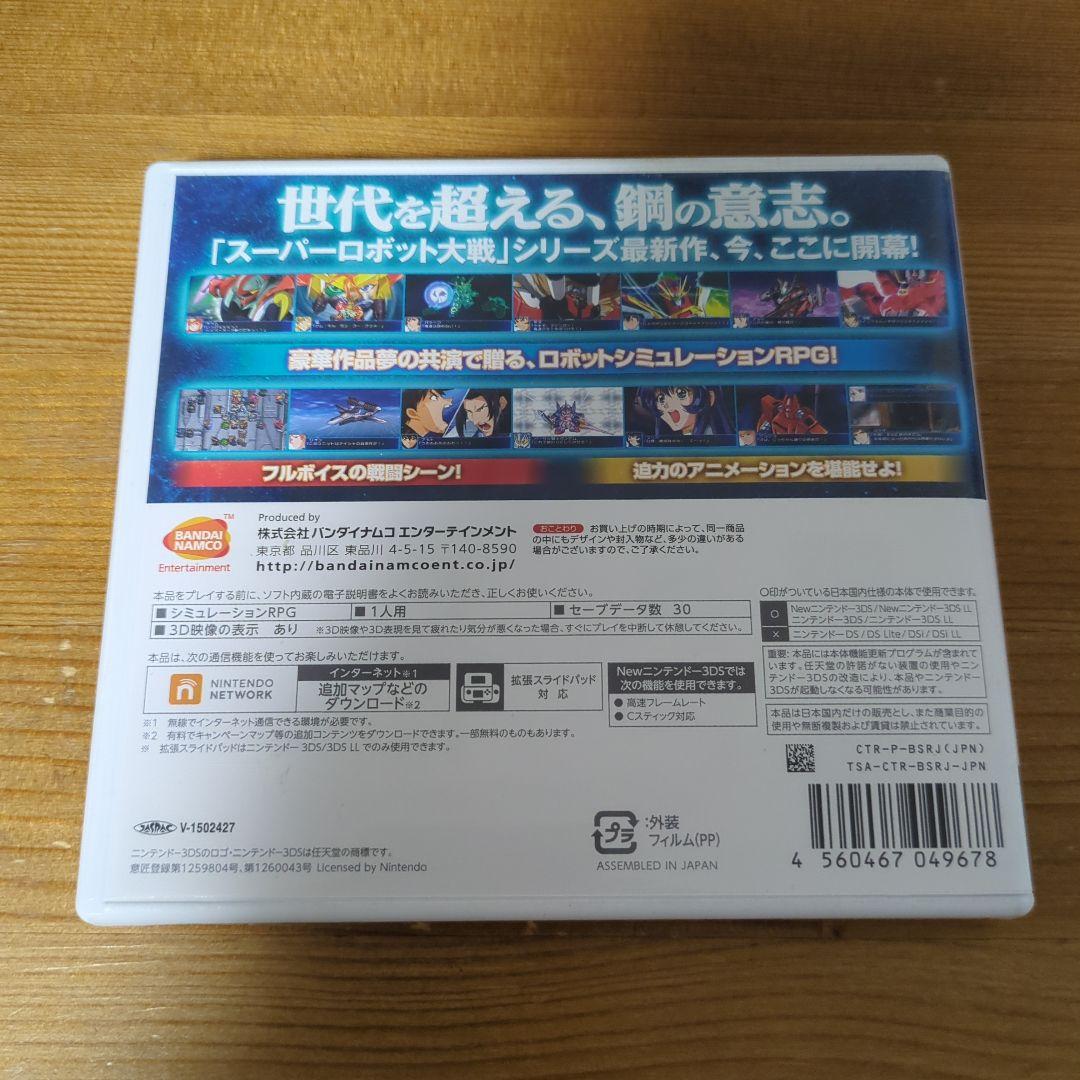 世代を超える、鋼の意志。
「スーパーロボット大戦」シリーズ最新作、今、ここに開幕!
豪華作品夢の共演で贈る、ロボットシミュレーションRPG!
フルボイスの戦闘シーン!
迫力のアニメーションを堪能せよ!
BANDAI
NAMCO
TM
Entertainment
Produced by
株式会社 バンダイナムコ エンターテインメント
東京都 品川区 東品川 4-5-15 〒140-8590
http://bandainamcoent.co.jp/
おことわり お買い上げの時期によって、同一商品
の中にもデザインや封入物など、多少の違いがある
場合がございますので、ご了承ください。
本品をプレイする前に、ソフト内蔵の電子説明書をよくお読みいただき、正しくお使いください。
■ シミュレーションRPG
■ 1人用
■ セーブデータ数 30
■ 3D映像の表示 あり ※3D映像や3D表現を見て疲れたり気分が悪くなった場合、すぐにプレイを中断して休憩してください。
○印がついている日本国内仕様の本体で使用できます。
○ Newニンテンドー3DS/Newニンテンドー3DS LL
ニンテンドー3DS/ニンテンドー3DS LL
× ニンテンドーDS/DS Lite/DSi/DSi LL
本品は、次の通信機能を使ってお楽しみいただけます。
NINTENDO
NETWORK
インターネット※1
追加マップなどの
ダウンロード※2
拡張スライドパッド
対 応
Newニンテンドー3DSでは
次の機能を使用できます。
● 高速フレームレート
● Cスティック対応
重要: 本品には本体機能更新プログラムが含まれて
います。任天堂の許諾がない装置の使用やニン
テンドー3DSの改造により、本品やニンテンドー
3DSが起動しなくなる可能性があります。
本品は日本国内だけの販売とし、また商業目的の
使用や無断複製および賃貸は禁止されています。
※1 無線でインターネット通信できる環境が必要です。
※2 有料でキャンペーンマップ等の追加コンテンツをダウンロードできます。一部無料のものもあります。
※ 拡張スライドパッドはニンテンドー3DS/3DS LL でのみ使用できます。
CTR-P-BSRJ(JPN)
TSA-CTR-BSRJ-JPN
JASRAC V-1502427
ニンテンドー3DSのロゴ・ニンテンドー3DSは任天堂の商標です。
意匠登録第1259804号、第1260043号 Licensed by Nintendo
プラ
:外装
フィルム(PP)
ASSEMBLED IN JAPAN
4 560467 049678